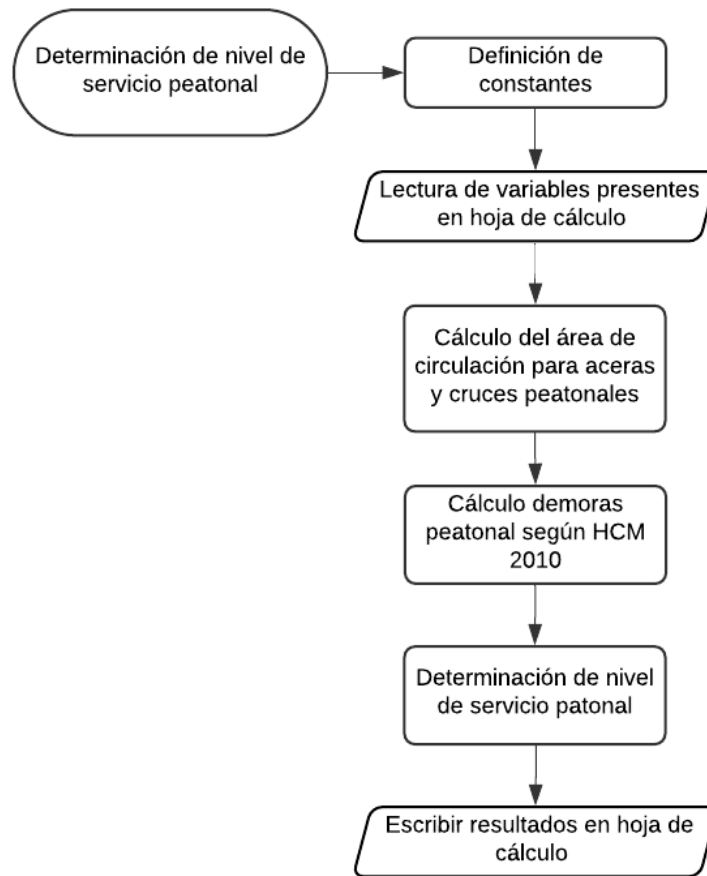 Determinación de nivel de
servicio peatonal
Definición de
constantes
Lectura de variables presentes
en hoja de cálculo
Cálculo del área de
circulación para aceras
y cruces peatonales
Cálculo demoras
peatonal según HCM
2010
Determinación de nivel
de servicio patonal
Escribir resultados en hoja de
cálculo